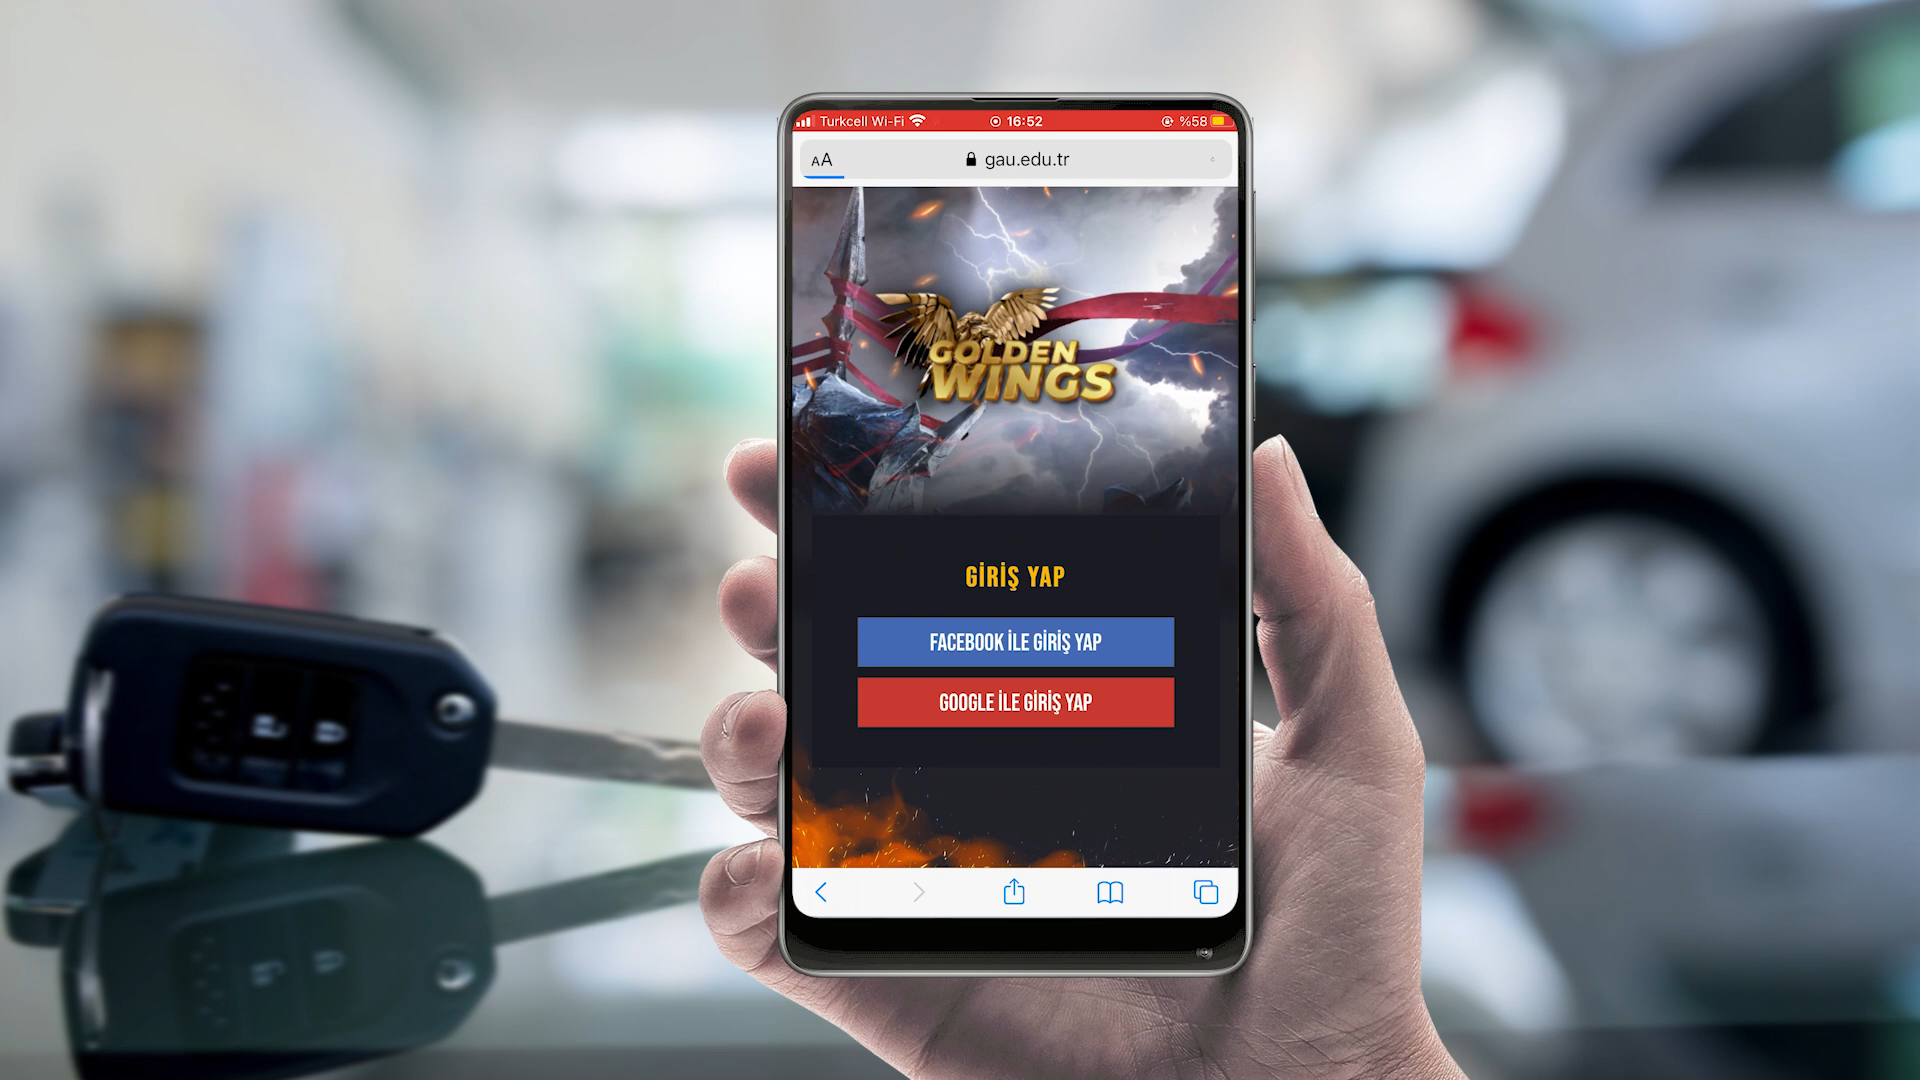 Turkcell Wi-Fi 16:52 %58
AA gau.edu.tr
GOLDEN
WINGS
GİRİŞ YAP
FACEBOOK İLE GİRİŞ YAP
GOOGLE İLE GİRİŞ YAP